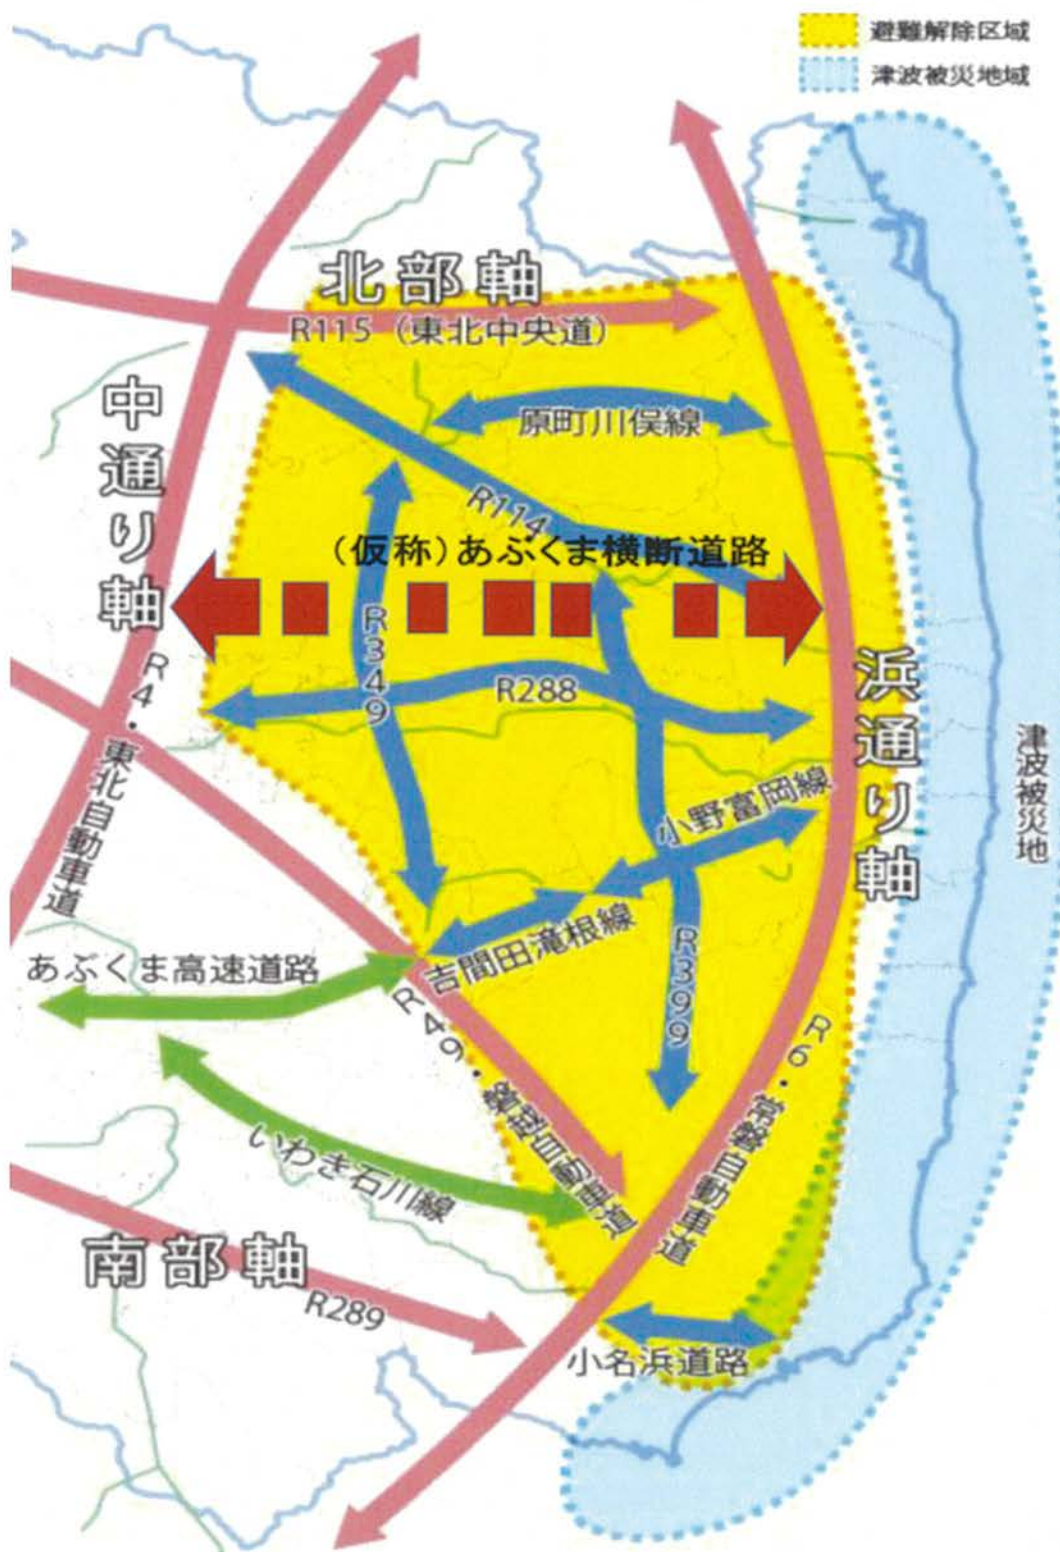 避難解除区域
津波被災地域
北部軸
R115（東北中央道）
中通り軸
原町川俣線
R114
（仮称）あぶくま横断道路
R349
R288
R4・東北自動車道
浜通り軸
津波被災地
小野富岡線
吉間田滝根線
R399
あぶくま高速道路
R49・磐越自動車道
R6・常磐自動車道
いわき石川線
南部軸
R289
小名浜道路